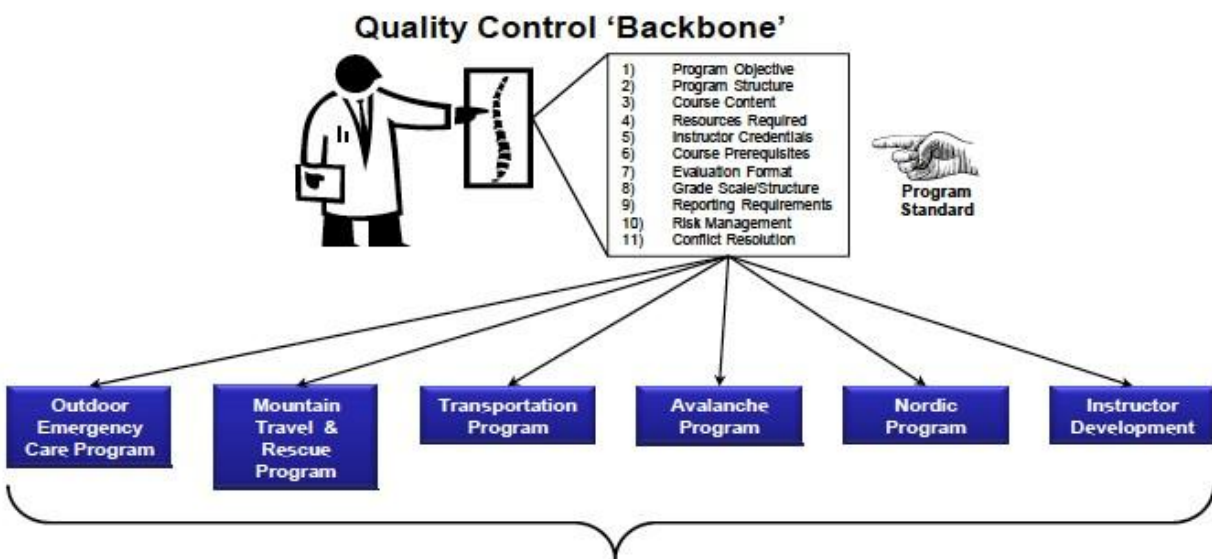 Quality Control ‘Backbone’
1) Program Objective
2) Program Structure
3) Course Content
4) Resources Required
5) Instructor Credentials
6) Course Prerequisites
7) Evaluation Format
8) Grade Scale/Structure
9) Reporting Requirements
10) Risk Management
11) Conflict Resolution
Program
Standard
Outdoor
Emergency
Care Program
Mountain
Travel &
Rescue
Program
Transportation
Program
Avalanche
Program
Nordic
Program
Instructor
Development